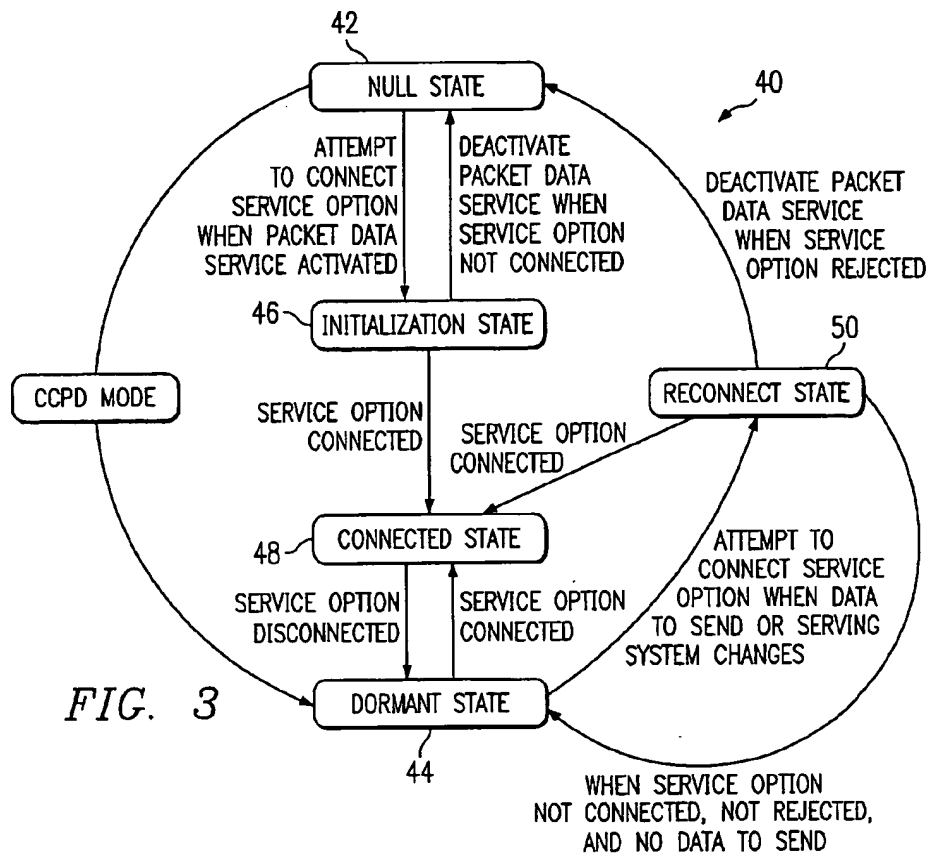 42
NULL STATE
40
ATTEMPT
TO CONNECT
SERVICE OPTION
WHEN PACKET DATA
SERVICE ACTIVATED
DEACTIVATE
PACKET DATA
SERVICE WHEN
SERVICE OPTION
NOT CONNECTED
DEACTIVATE PACKET
DATA SERVICE
WHEN SERVICE
OPTION REJECTED
46
INITIALIZATION STATE
50
CCPD MODE
RECONNECT STATE
SERVICE OPTION
CONNECTED
SERVICE OPTION
CONNECTED
48
CONNECTED STATE
ATTEMPT TO
CONNECT SERVICE
OPTION WHEN DATA
TO SEND OR SERVING
SYSTEM CHANGES
SERVICE OPTION
DISCONNECTED
SERVICE OPTION
CONNECTED
FIG. 3
DORMANT STATE
44
WHEN SERVICE OPTION
NOT CONNECTED, NOT REJECTED,
AND NO DATA TO SEND